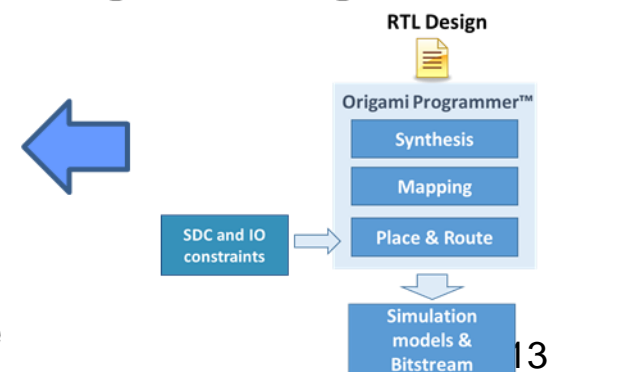 RTL Design
Origami Programmer™
Synthesis
Mapping
Place & Route
SDC and IO
constraints
Simulation
models &
Bitstream
13